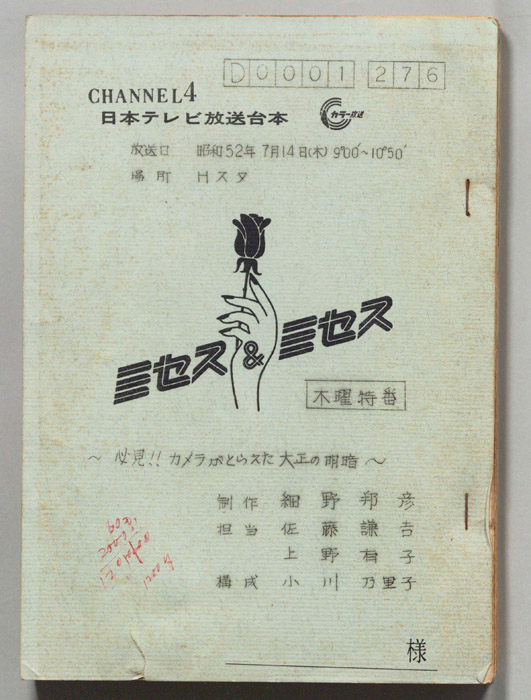 D0001 276
CHANNEL4
日本テレビ放送台本
カラー放送
放送日 昭和52年 7月14日(木) 9°00′~10°50′
場所 Hスタ
ミセス&ミセス
木曜特番
~ 必見!! カメラがとらえた 大正の明暗 ~
制作 細野邦彦
担当 佐藤謙吉
上野 子
構成 小川乃里子
様